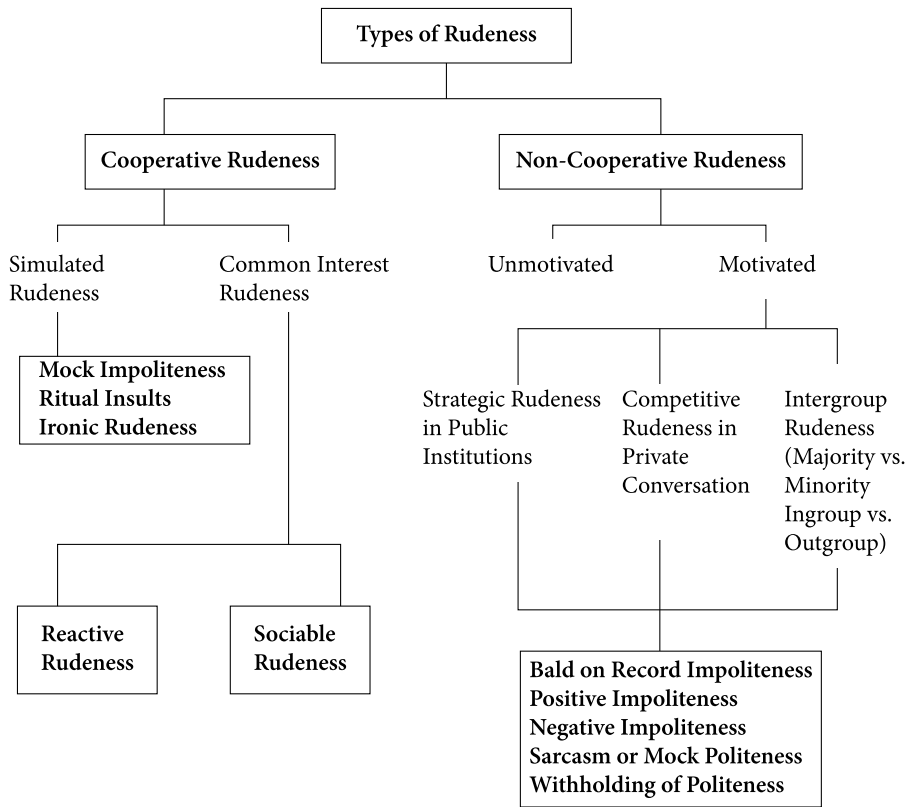 Types of Rudeness
Cooperative Rudeness
Non-Cooperative Rudeness
Simulated
Rudeness
Common Interest
Rudeness
Unmotivated
Motivated
Mock Impoliteness
Ritual Insults
Ironic Rudeness
Strategic Rudeness
in Public
Institutions
Competitive
Rudeness in
Private
Conversation
Intergroup
Rudeness
(Majority vs.
Minority
Ingroup vs.
Outgroup)
Reactive
Rudeness
Sociable
Rudeness
Bald on Record Impoliteness
Positive Impoliteness
Negative Impoliteness
Sarcasm or Mock Politeness
Withholding of Politeness